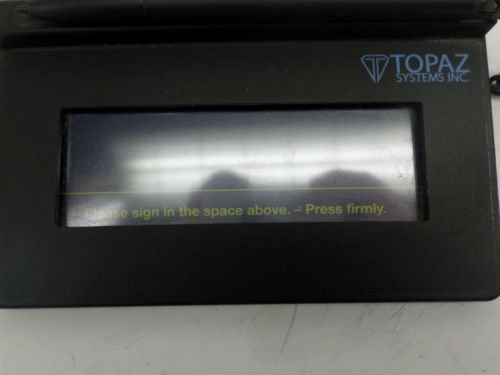 TOPAZ
SYSTEMS INC.
Please sign in the space above. – Press firmly.